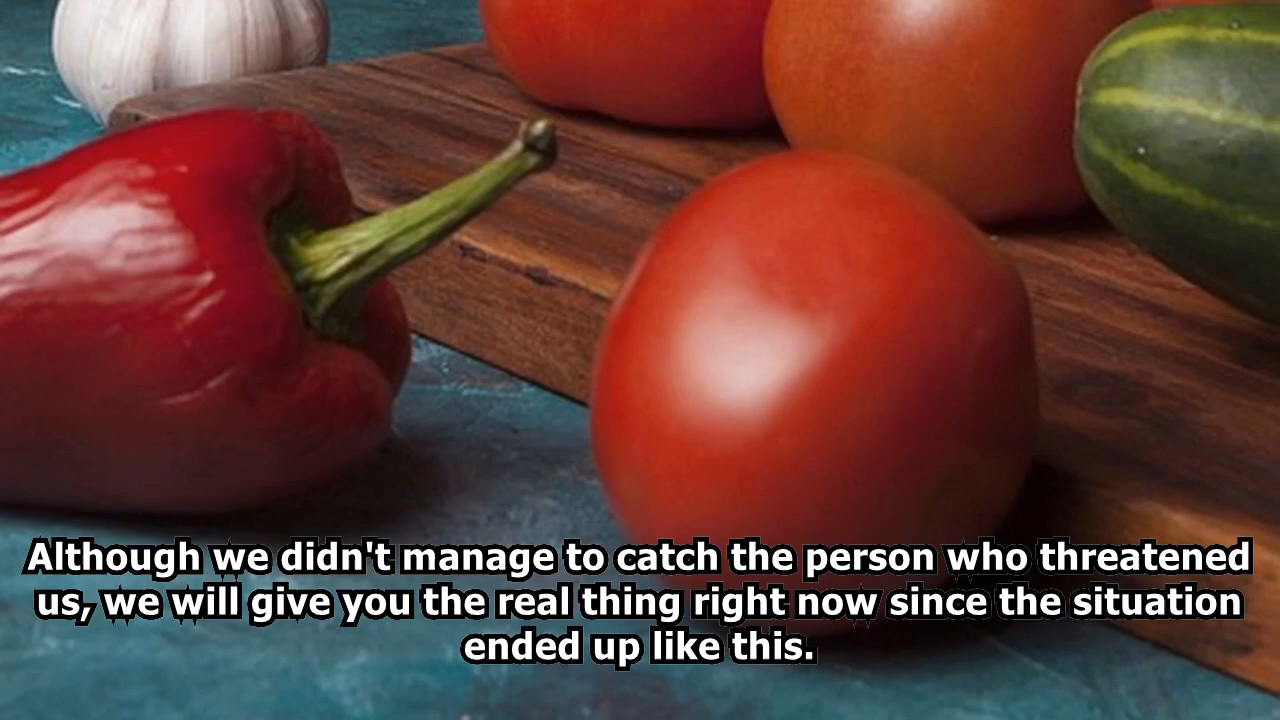 Although we didn't manage to catch the person who threatened
us, we will give you the real thing right now since the situation
ended up like this.